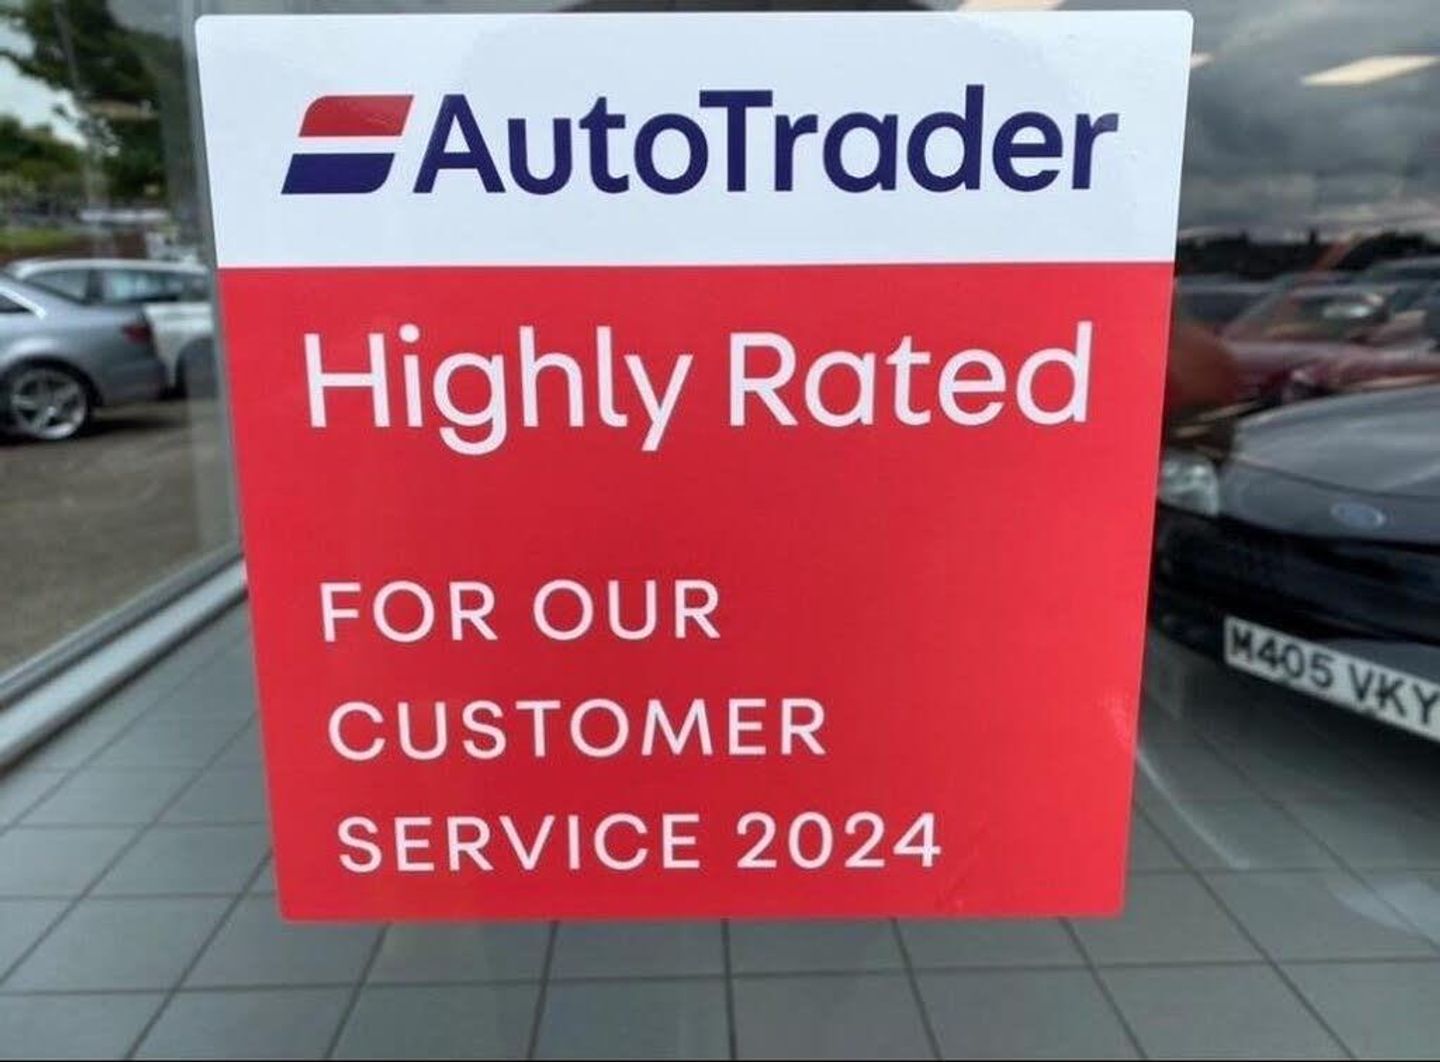 AutoTrader
Highly Rated
FOR OUR
CUSTOMER
SERVICE 2024
M405 VKY